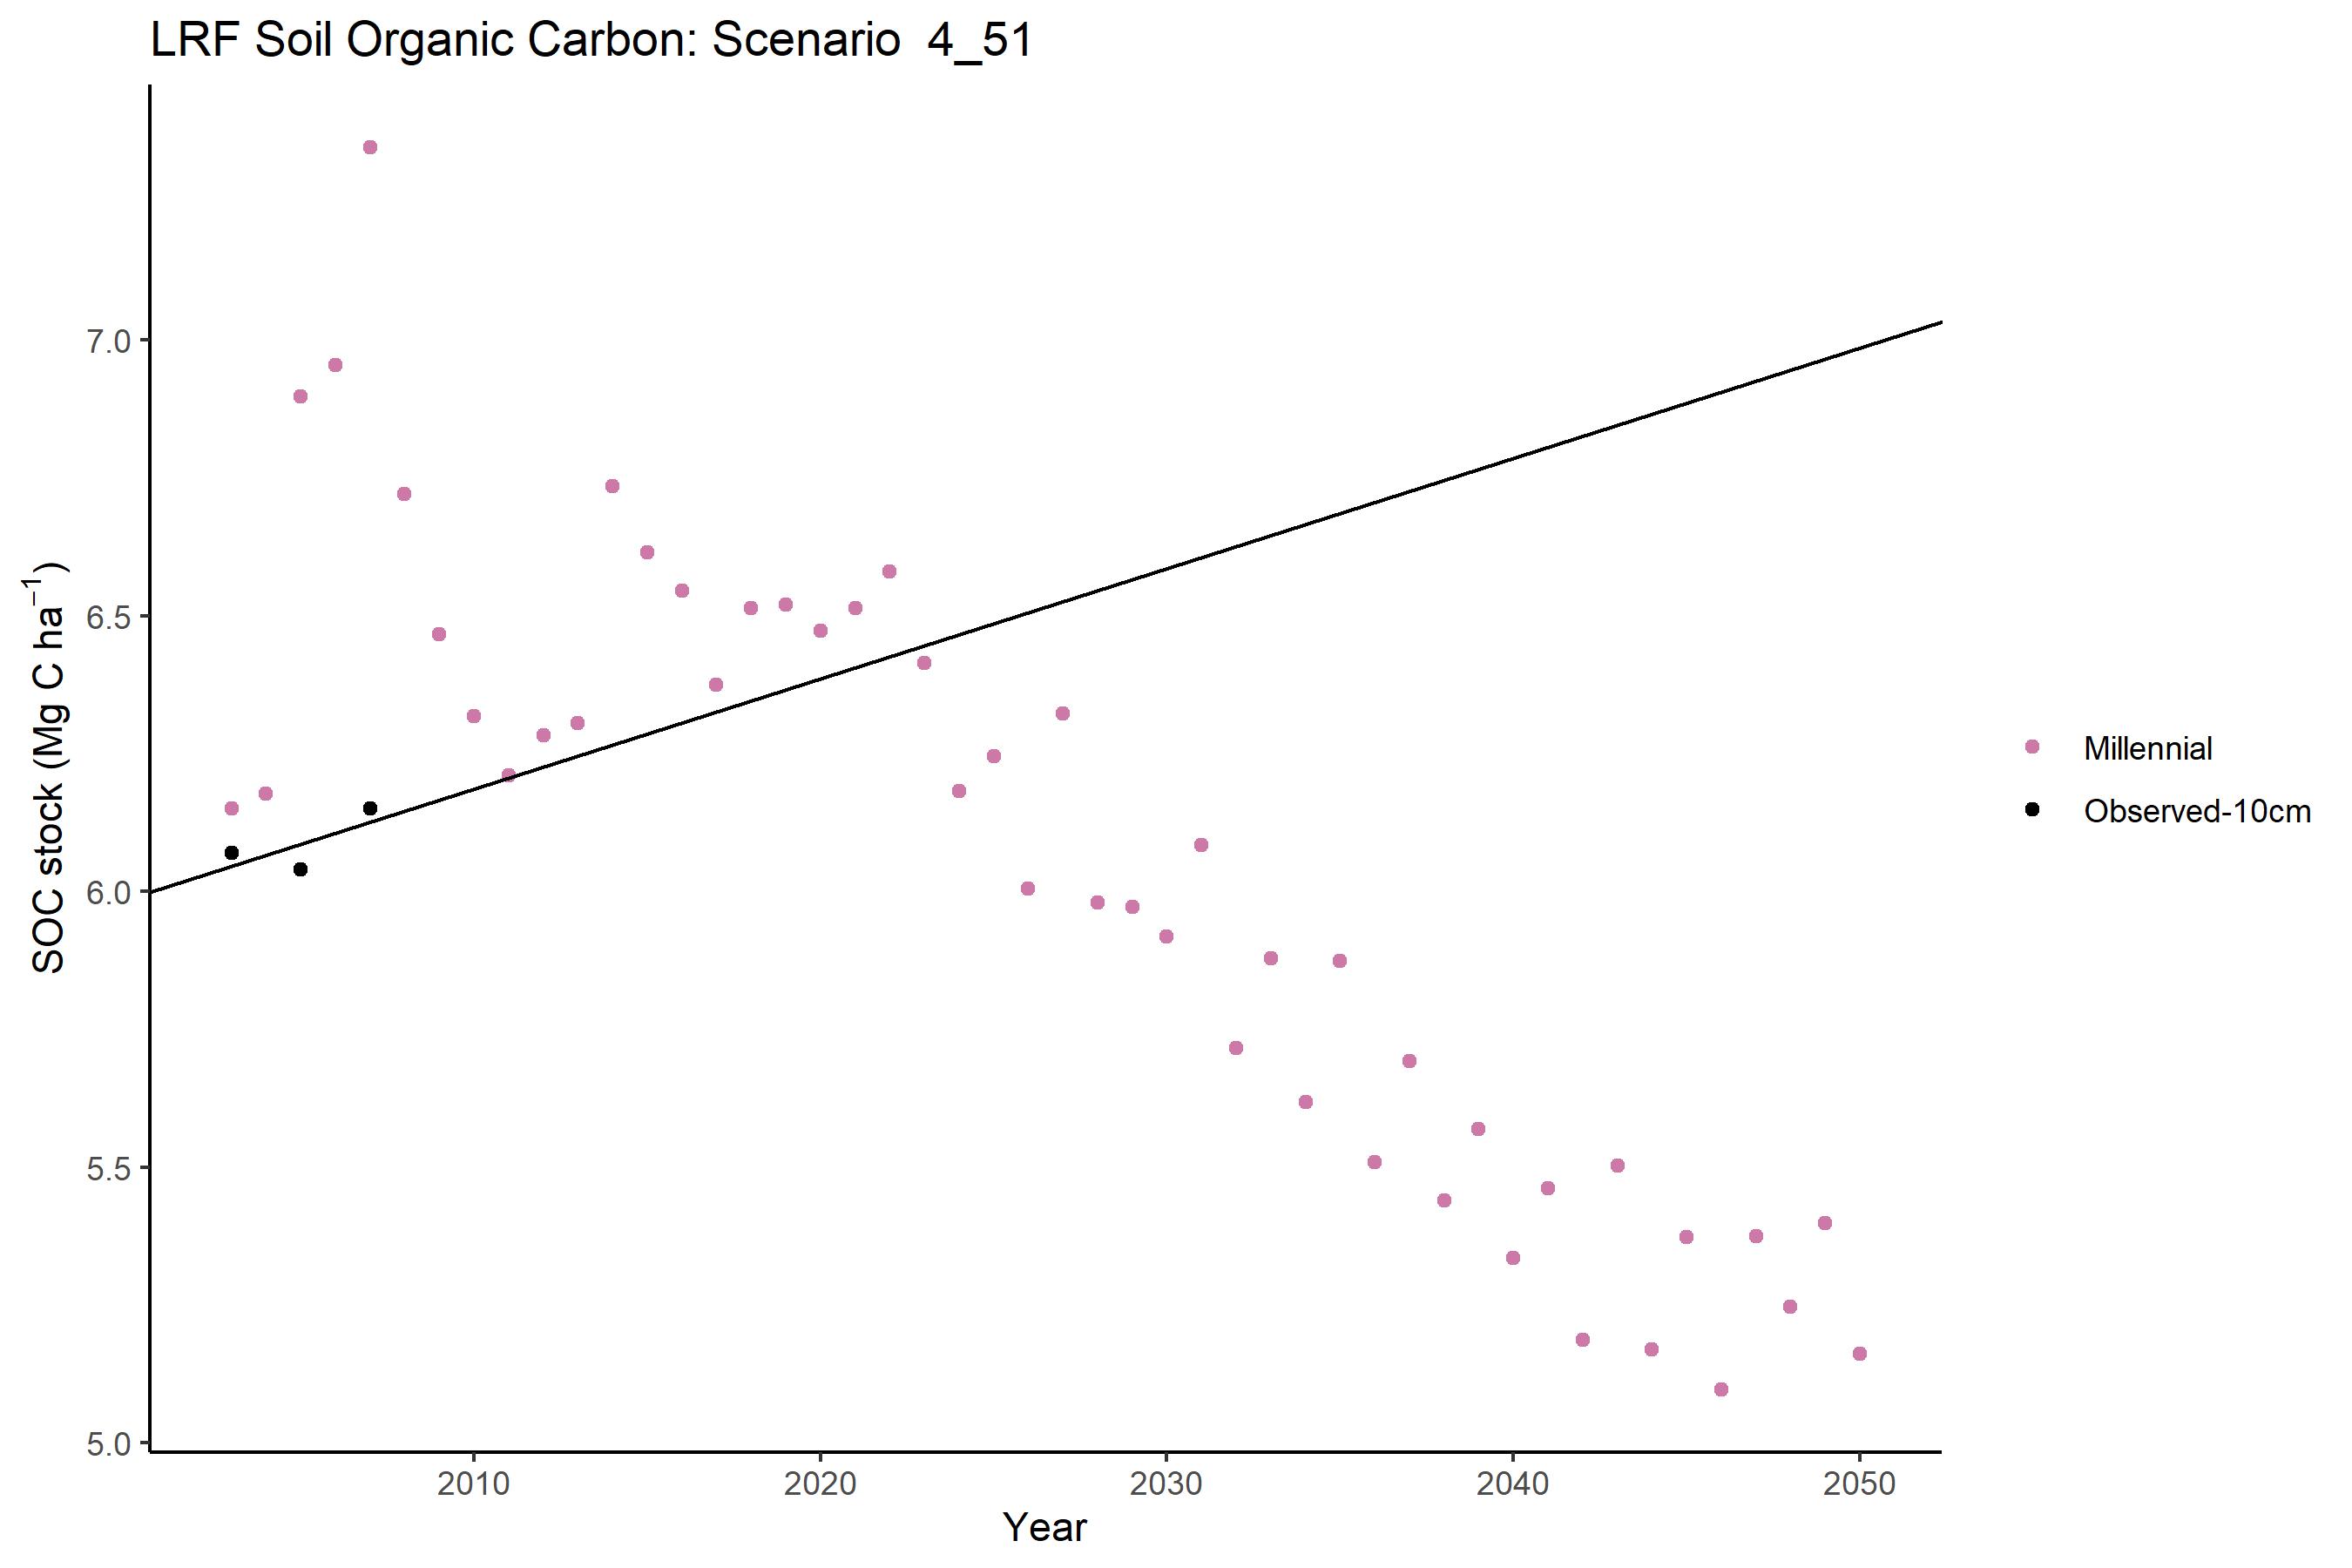 LRF Soil Organic Carbon: Scenario  4_51
SOC stock (Mg C ha⁻¹)
7.0
6.5
6.0
5.5
5.0
2010
2020
2030
2040
2050
Year
Millennial
Observed-10cm